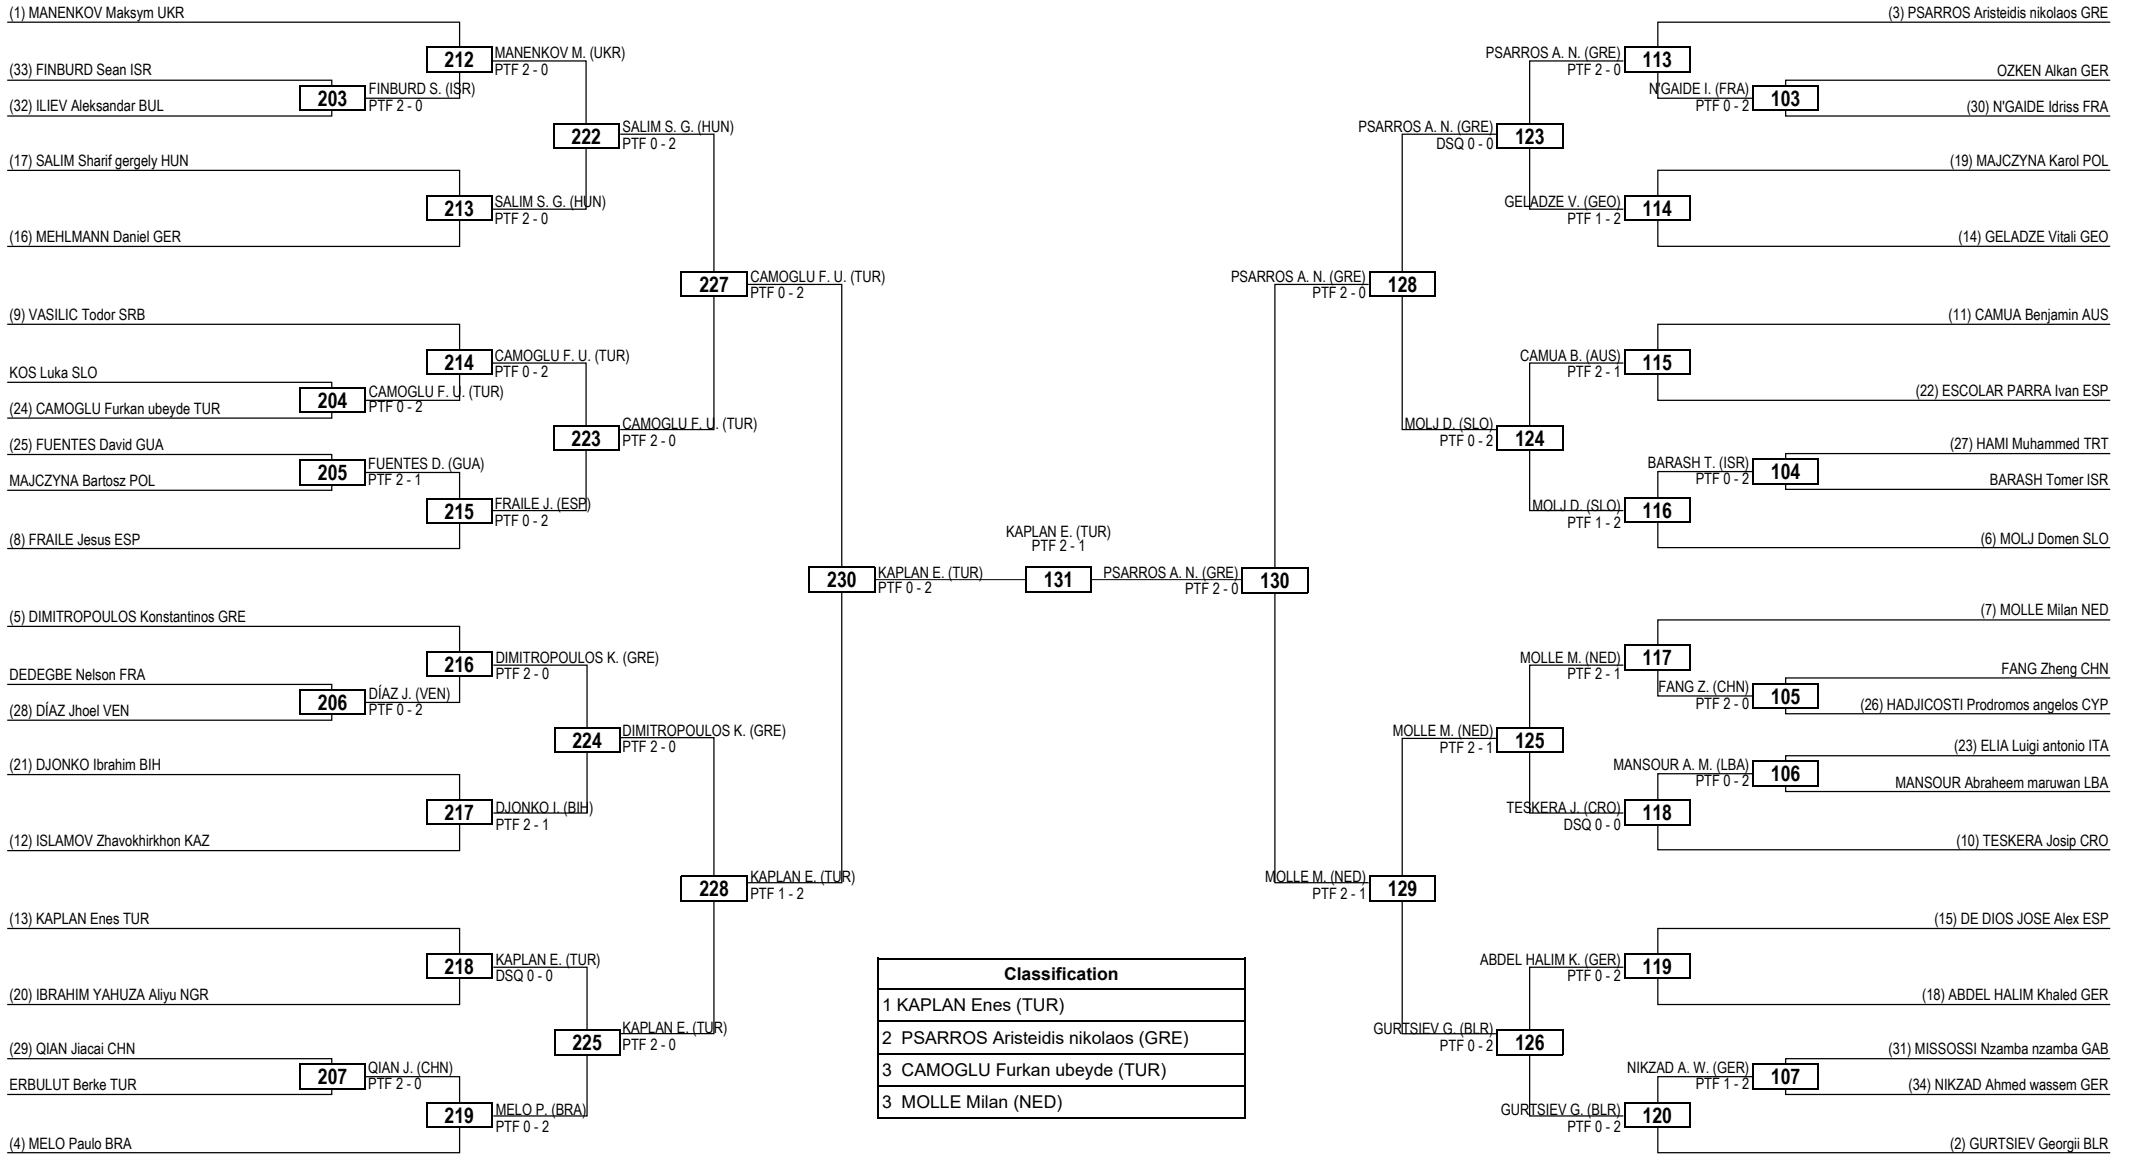 (1) MANENKOV Maksym UKR
212
MANENKOV M. (UKR)
PTF 2 - 0
(33) FINBURD Sean ISR
203
FINBURD S. (ISR)
PTF 2 - 0
(32) ILIEV Aleksandar BUL
222
SALIM S. G. (HUN)
PTF 0 - 2
(17) SALIM Sharif gergely HUN
213
SALIM S. G. (HUN)
PTF 2 - 0
(16) MEHLMANN Daniel GER
227
CAMOGLU F. U. (TUR)
PTF 0 - 2
(9) VASILIC Todor SRB
214
CAMOGLU F. U. (TUR)
PTF 0 - 2
KOS Luka SLO
204
CAMOGLU F. U. (TUR)
PTF 0 - 2
(24) CAMOGLU Furkan ubeyde TUR
223
CAMOGLU F. U. (TUR)
PTF 2 - 0
(25) FUENTES David GUA
205
FUENTES D. (GUA)
PTF 2 - 1
MAJCZYNA Bartosz POL
215
FRAILE J. (ESP)
PTF 0 - 2
(8) FRAILE Jesus ESP
230
KAPLAN E. (TUR)
PTF 0 - 2
(5) DIMITROPOULOS Konstantinos GRE
216
DIMITROPOULOS K. (GRE)
PTF 2 - 0
DEDEGBE Nelson FRA
206
DÍAZ J. (VEN)
PTF 0 - 2
(28) DÍAZ Jhoel VEN
224
DIMITROPOULOS K. (GRE)
PTF 2 - 0
(21) DJONKO Ibrahim BIH
217
DJONKO I. (BIH)
PTF 2 - 1
(12) ISLAMOV Zhavokhirkhon KAZ
228
KAPLAN E. (TUR)
PTF 1 - 2
(13) KAPLAN Enes TUR
218
KAPLAN E. (TUR)
DSQ 0 - 0
(20) IBRAHIM YAHUZA Aliyu NGR
225
KAPLAN E. (TUR)
PTF 2 - 0
(29) QIAN Jiacai CHN
207
QIAN J. (CHN)
PTF 2 - 0
ERBULUT Berke TUR
219
MELO P. (BRA)
PTF 0 - 2
(4) MELO Paulo BRA
KAPLAN E. (TUR)
PTF 2 - 1
131
(3) PSARROS Aristeidis nikolaos GRE
PSARROS A. N. (GRE)
PTF 2 - 0
113
OZKEN Alkan GER
N'GAIDE I. (FRA)
PTF 0 - 2
103
(30) N'GAIDE Idriss FRA
PSARROS A. N. (GRE)
DSQ 0 - 0
123
(19) MAJCZYNA Karol POL
GELADZE V. (GEO)
PTF 1 - 2
114
(14) GELADZE Vitali GEO
PSARROS A. N. (GRE)
PTF 2 - 0
128
(11) CAMUA Benjamin AUS
CAMUA B. (AUS)
PTF 2 - 1
115
(22) ESCOLAR PARRA Ivan ESP
MOLJ D. (SLO)
PTF 0 - 2
124
(27) HAMI Muhammed TRT
BARASH T. (ISR)
PTF 0 - 2
104
BARASH Tomer ISR
MOLJ D. (SLO)
PTF 1 - 2
116
(6) MOLJ Domen SLO
PSARROS A. N. (GRE)
PTF 2 - 0
130
(7) MOLLE Milan NED
MOLLE M. (NED)
PTF 2 - 1
117
FANG Zheng CHN
FANG Z. (CHN)
PTF 2 - 0
105
(26) HADJICOSTI Prodromos angelos CYP
MOLLE M. (NED)
PTF 2 - 1
125
(23) ELIA Luigi antonio ITA
MANSOUR A. M. (LBA)
PTF 0 - 2
106
MANSOUR Abraheem maruwan LBA
TESKERA J. (CRO)
DSQ 0 - 0
118
(10) TESKERA Josip CRO
MOLLE M. (NED)
PTF 2 - 1
129
(15) DE DIOS JOSE Alex ESP
ABDEL HALIM K. (GER)
PTF 0 - 2
119
(18) ABDEL HALIM Khaled GER
GURTSIEV G. (BLR)
PTF 0 - 2
126
(31) MISSOSSI Nzamba nzamba GAB
NIKZAD A. W. (GER)
PTF 1 - 2
107
(34) NIKZAD Ahmed wassem GER
GURTSIEV G. (BLR)
PTF 0 - 2
120
(2) GURTSIEV Georgii BLR
Classification
1 KAPLAN Enes (TUR)
2 PSARROS Aristeidis nikolaos (GRE)
3 CAMOGLU Furkan ubeyde (TUR)
3 MOLLE Milan (NED)